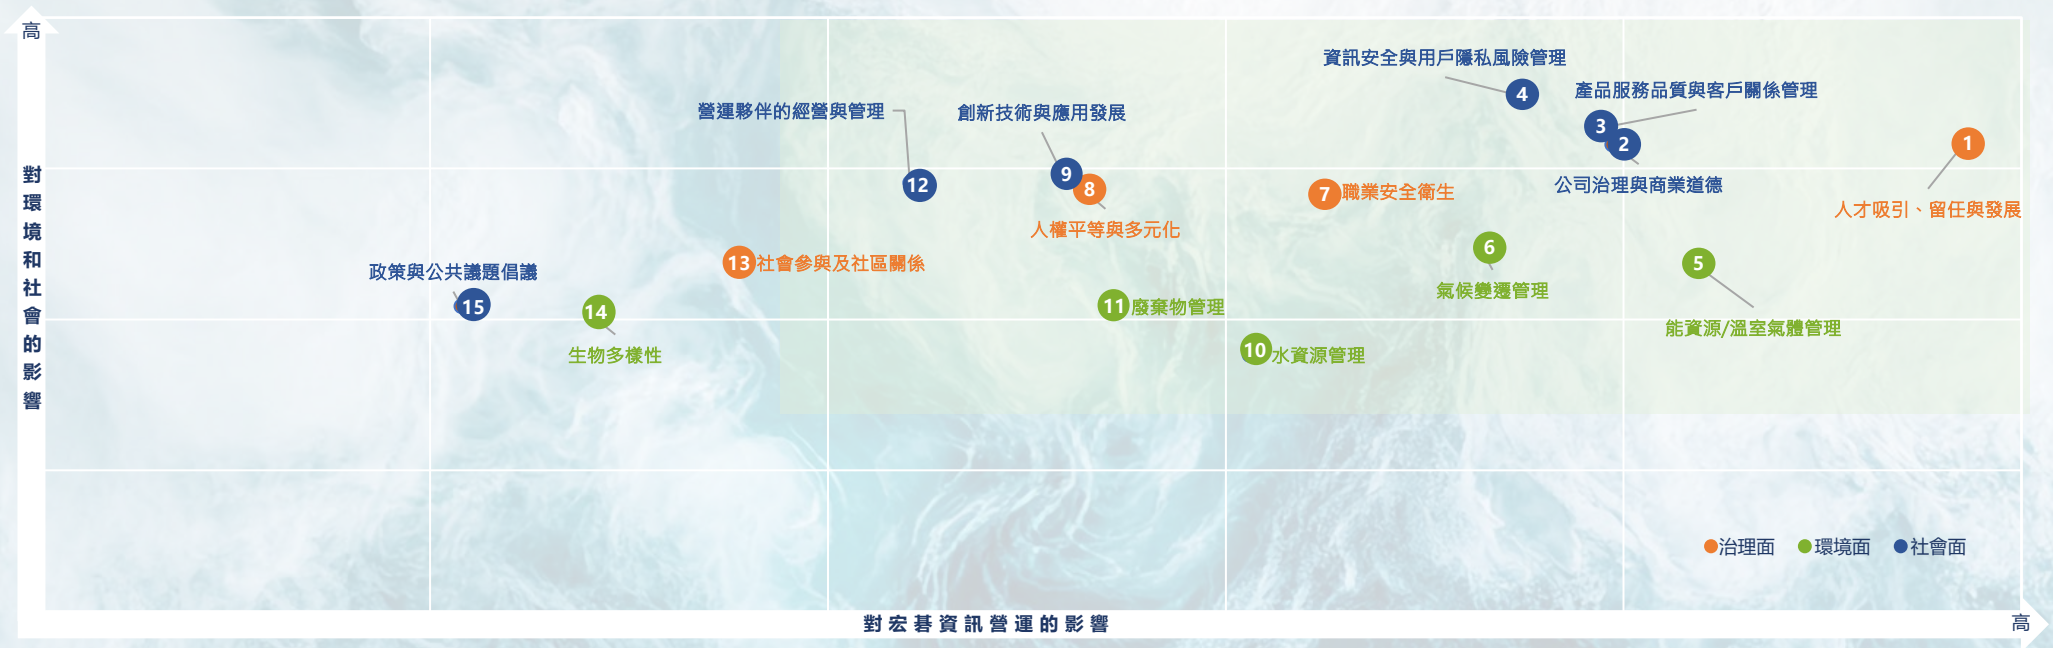 高
對環境和社會的影響
資訊安全與用戶隱私風險管理
4
產品服務品質與客戶關係管理
3
2
公司治理與商業道德
1
人才吸引、留任與發展
營運夥伴的經營與管理
12
創新技術與應用發展
9
8
人權平等與多元化
7 職業安全衛生
6
氣候變遷管理
5
能資源/溫室氣體管理
13 社會參與及社區關係
政策與公共議題倡議
15
14
生物多樣性
11 廢棄物管理
10 水資源管理
治理面 環境面 社會面
對宏碁資訊營運的影響
高